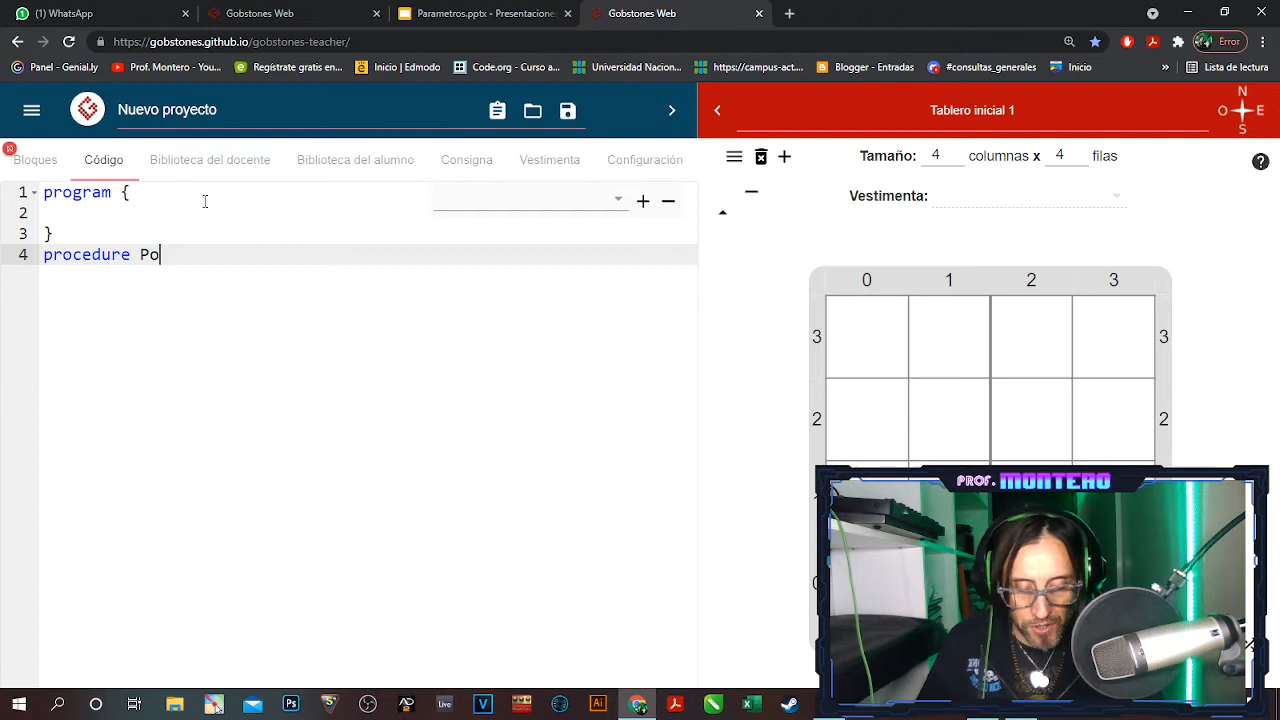 (1) WhatsApp
Gobstones Web
Parametros.pptx - Presentacione
Gobstones Web
https://gobstones.github.io/gobstones-teacher/
Error
Panel - Genial.ly
Prof. Montero - You...
Regístrate gratis en...
Inicio | Edmodo
Code.org - Curso ...
Universidad Nacion...
https://campus-act...
Blogger - Entradas
#consultas_generales
Inicio
»
Lista de lectura
Nuevo proyecto
Tablero inicial 1
N
O E
S
Bloques
Código
Biblioteca del docente
Biblioteca del alumno
Consigna
Vestimenta
Configuración
Tamaño: 4 columnas x 4 filas
Vestimenta:
1 program {
2
3 }
4 procedure Po
0 1 2 3
3 3
2 2
PROF. MONTERO